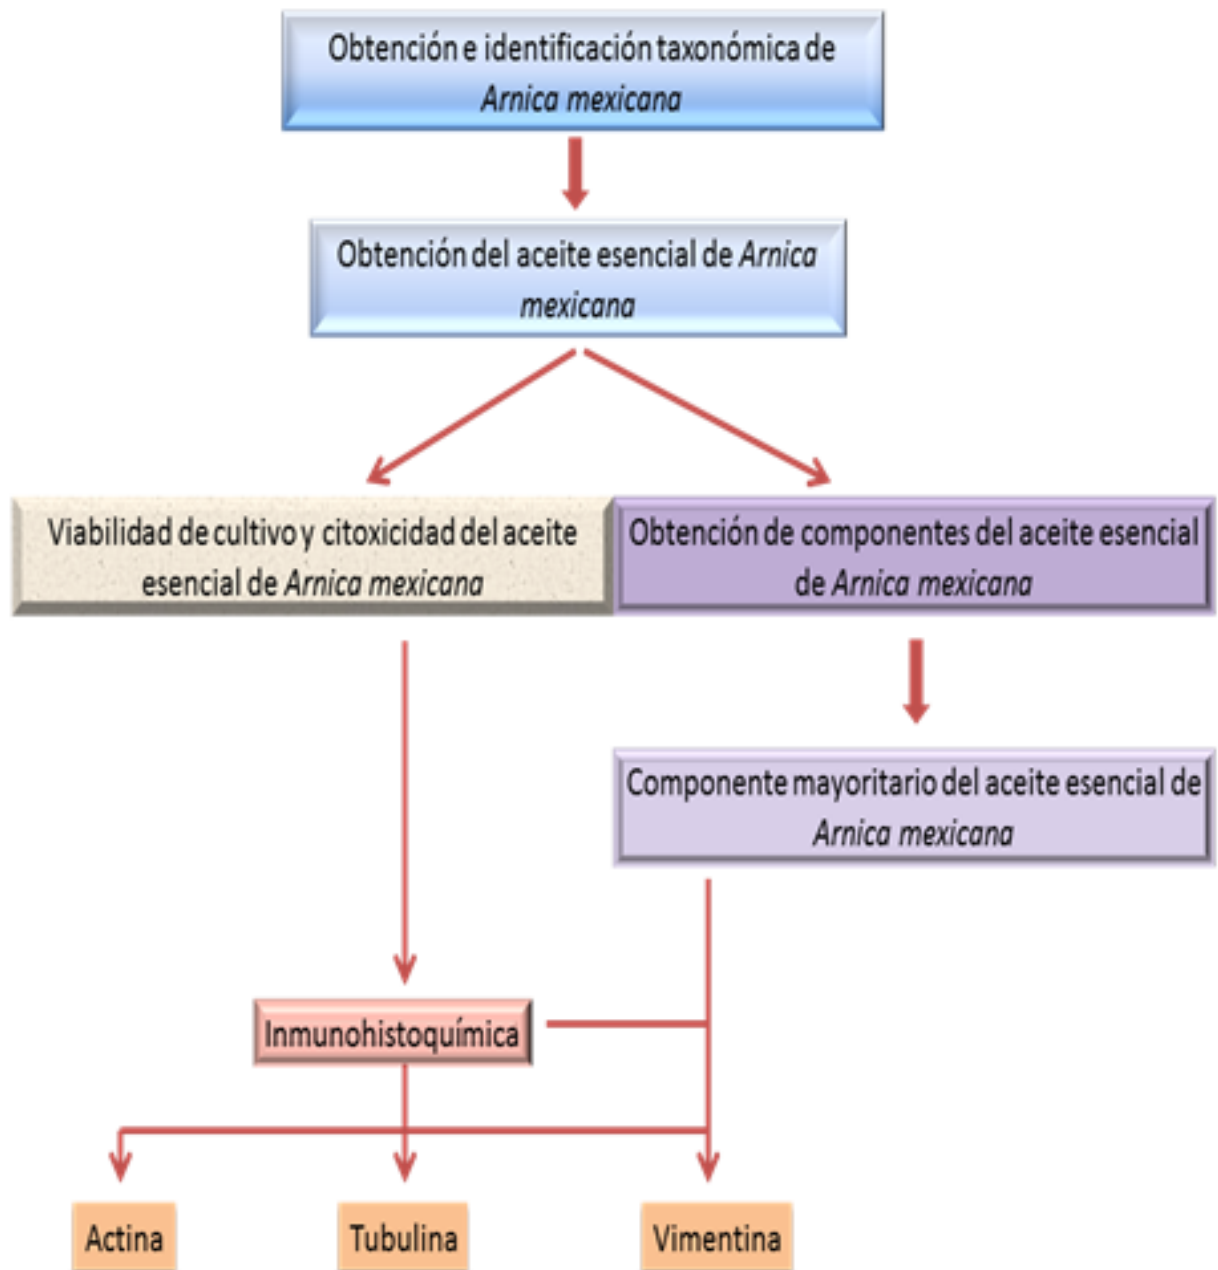 Obtención e identificación taxonómica de
Arnica mexicana
Obtención del aceite esencial de Arnica
mexicana
Viabilidad de cultivo y citoxicidad del aceite
esencial de Arnica mexicana
Obtención de componentes del aceite esencial
de Arnica mexicana
Componente mayoritario del aceite esencial de
Arnica mexicana
Inmunohistoquímica
Actina
Tubulina
Vimentina